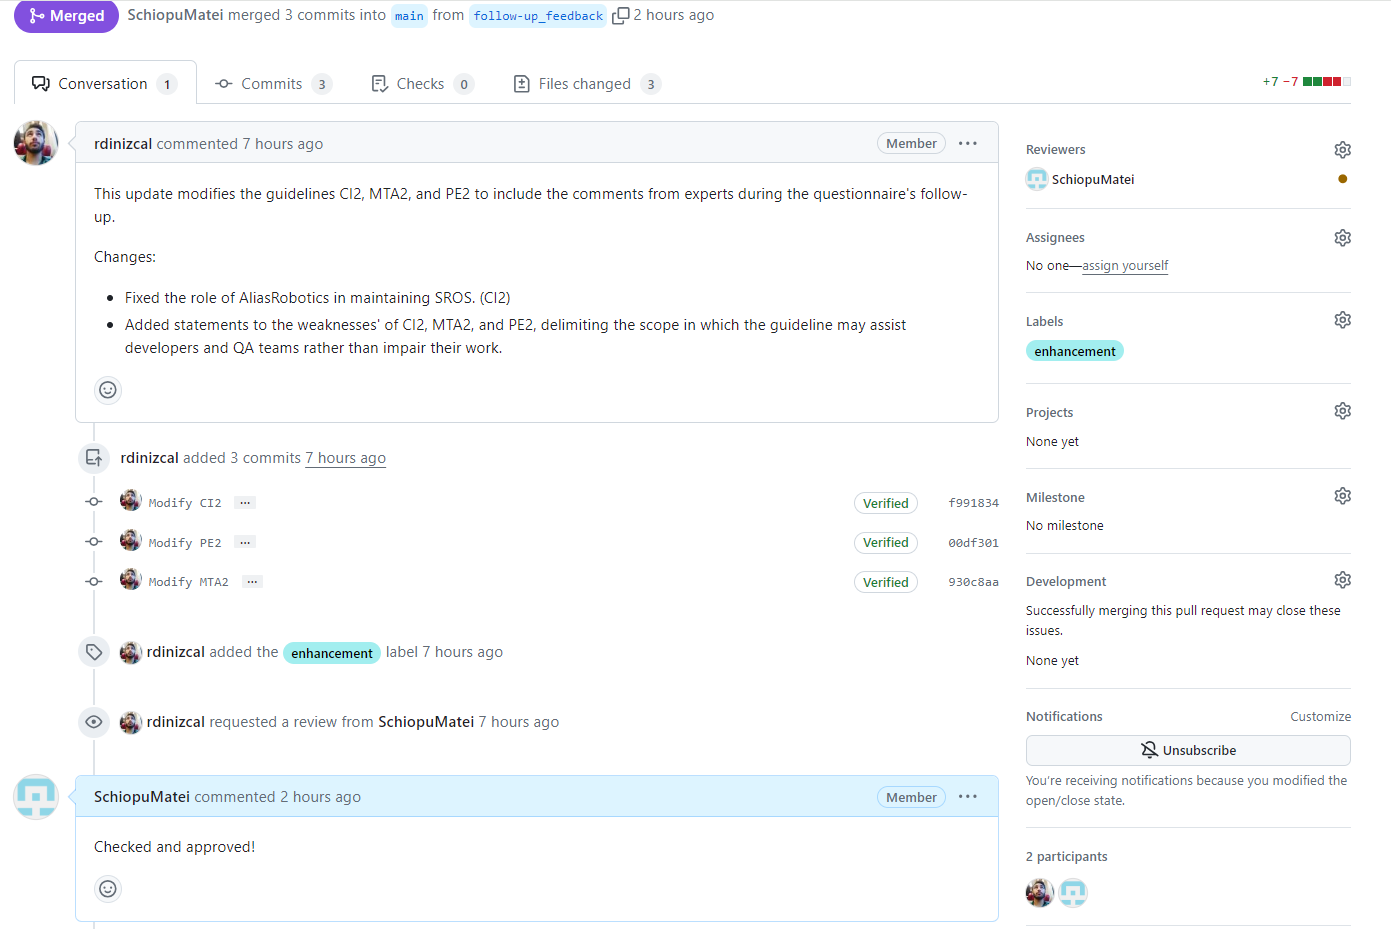 Merged SchiopuMatei merged 3 commits into main from follow-up_feedback 2 hours ago
Conversation 1 Commits 3 Checks 0 Files changed 3 +7 −7
rdinizcal commented 7 hours ago Member ...
This update modifies the guidelines CI2, MTA2, and PE2 to include the comments from experts during the questionnaire's follow-
up.
Changes:
• Fixed the role of AliasRobotics in maintaining SROS. (CI2)
• Added statements to the weaknesses' of CI2, MTA2, and PE2, delimiting the scope in which the guideline may assist
developers and QA teams rather than impair their work.
rdinizcal added 3 commits 7 hours ago
Modify CI2 ... Verified f991834
Modify PE2 ... Verified 00df301
Modify MTA2 ... Verified 930c8aa
rdinizcal added the enhancement label 7 hours ago
rdinizcal requested a review from SchiopuMatei 7 hours ago
SchiopuMatei commented 2 hours ago Member ...
Checked and approved!
Reviewers
SchiopuMatei
Assignees
No one—assign yourself
Labels
enhancement
Projects
None yet
Milestone
No milestone
Development
Successfully merging this pull request may close these
issues.
None yet
Notifications Customize
Unsubscribe
You're receiving notifications because you modified the
open/close state.
2 participants